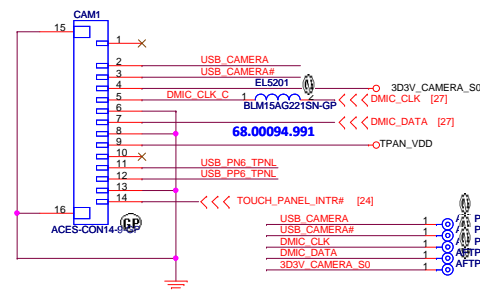 CAM1
15
1
2 USB_CAMERA
3 USB_CAMERA#
4 EL5201 3D3V_CAMERA_S0
5 DMIC_CLK_C 1 2 DMIC_CLK [27]
BLM15AG221SN-GP
6
7 DMIC_DATA [27]
8 68.00094.991
9 TPAN_VDD
10
11 USB_PN6_TPNL
12 USB_PP6_TPNL
13
14 TOUCH_PANEL_INTR# [24]
16
ACES-CON14-9-GP
GP
USB_CAMERA 1
USB_CAMERA# 1
DMIC_CLK 1
DMIC_DATA 1
3D3V_CAMERA_S0 1